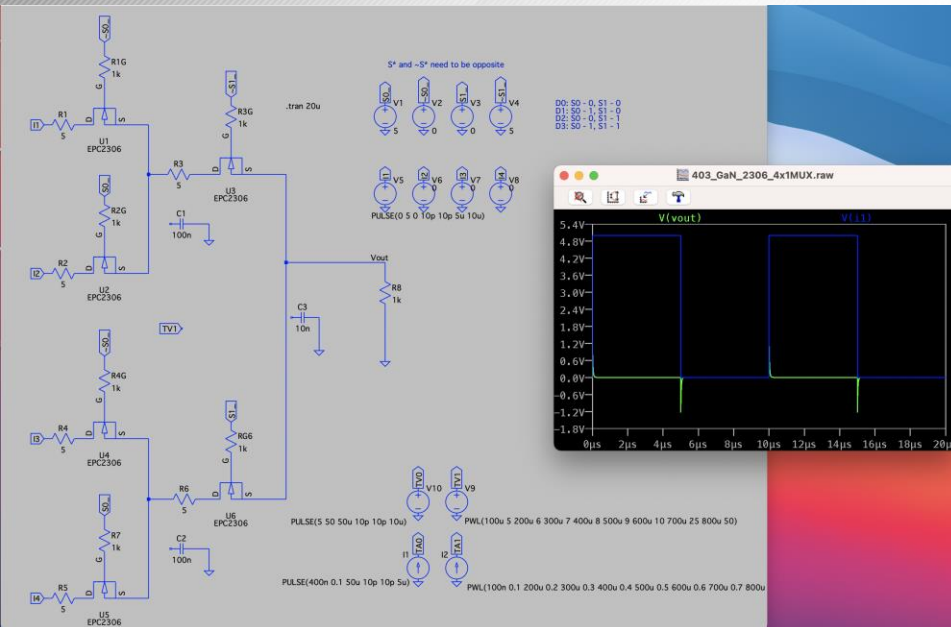 ~S0_
R1G
1k
G
R1
5
I1
D
S
U1
EPC2306
S0_
R2G
1k
G
R2
5
I2
D
S
U2
EPC2306
~S1_
R3G
1k
G
R3
5
D
S
U3
EPC2306
C1
100n
.tran 20u
S* and ~S* need to be opposite
S0_
V1
5
~S0_
V2
0
S1_
V3
0
~S1_
V4
5
D0: S0 - 0, S1 - 0
D1: S0 - 1, S1 - 0
D2: S0 - 0, S1 - 1
D3: S0 - 1, S1 - 1
I1
V5
I2
V6
0
I3
V7
0
I4
V8
0
PULSE(0 5 0 10p 10p 5u 10u)
Vout
R8
1k
C3
10n
TV1
~S0_
R4G
1k
G
R4
5
I3
D
S
U4
EPC2306
S0_
R7
1k
G
R5
5
I4
D
S
U5
EPC2306
S1_
RG6
1k
G
R6
5
D
S
U6
EPC2306
C2
100n
TV0
V10
TV1
V9
PULSE(5 50 50u 10p 10p 10u)
PWL(100u 5 200u 6 300u 7 400u 8 500u 9 600u 10 700u 25 800u 50)
TA0
I1
TA1
I2
PULSE(400n 0.1 50u 10p 10p 5u)
PWL(100n 0.1 200u 0.2 300u 0.3 400u 0.4 500u 0.5 600u 0.6 700u 0.7 800u
403_GaN_2306_4x1MUX.raw
V(vout)
V(i1)
5.4V
4.8V
4.2V
3.6V
3.0V
2.4V
1.8V
1.2V
0.6V
0.0V
-0.6V
-1.2V
-1.8V
0µs 2µs 4µs 6µs 8µs 10µs 12µs 14µs 16µs 18µs 20µ